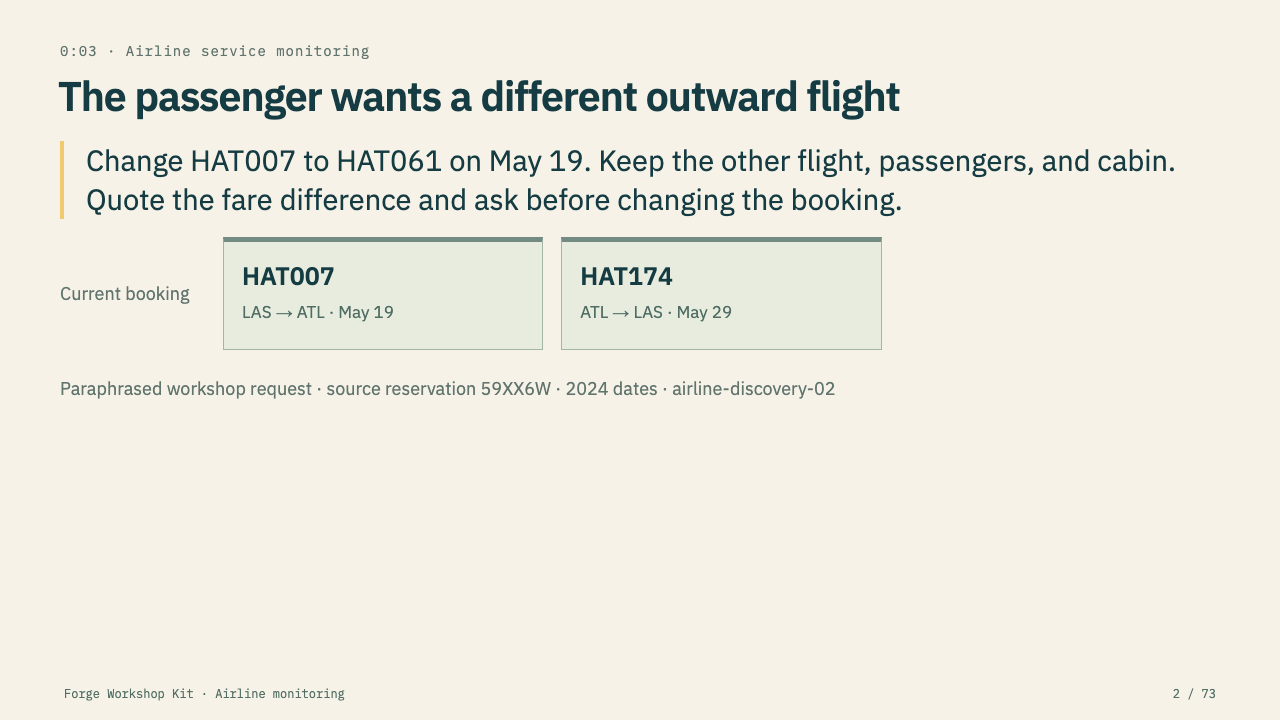 0:03 · Airline service monitoring
The passenger wants a different outward flight
Change HAT007 to HAT061 on May 19. Keep the other flight, passengers, and cabin.
Quote the fare difference and ask before changing the booking.
Current booking
HAT007
LAS → ATL · May 19
HAT174
ATL → LAS · May 29
Paraphrased workshop request · source reservation 59XX6W · 2024 dates · airline-discovery-02
Forge Workshop Kit · Airline monitoring
2 / 73